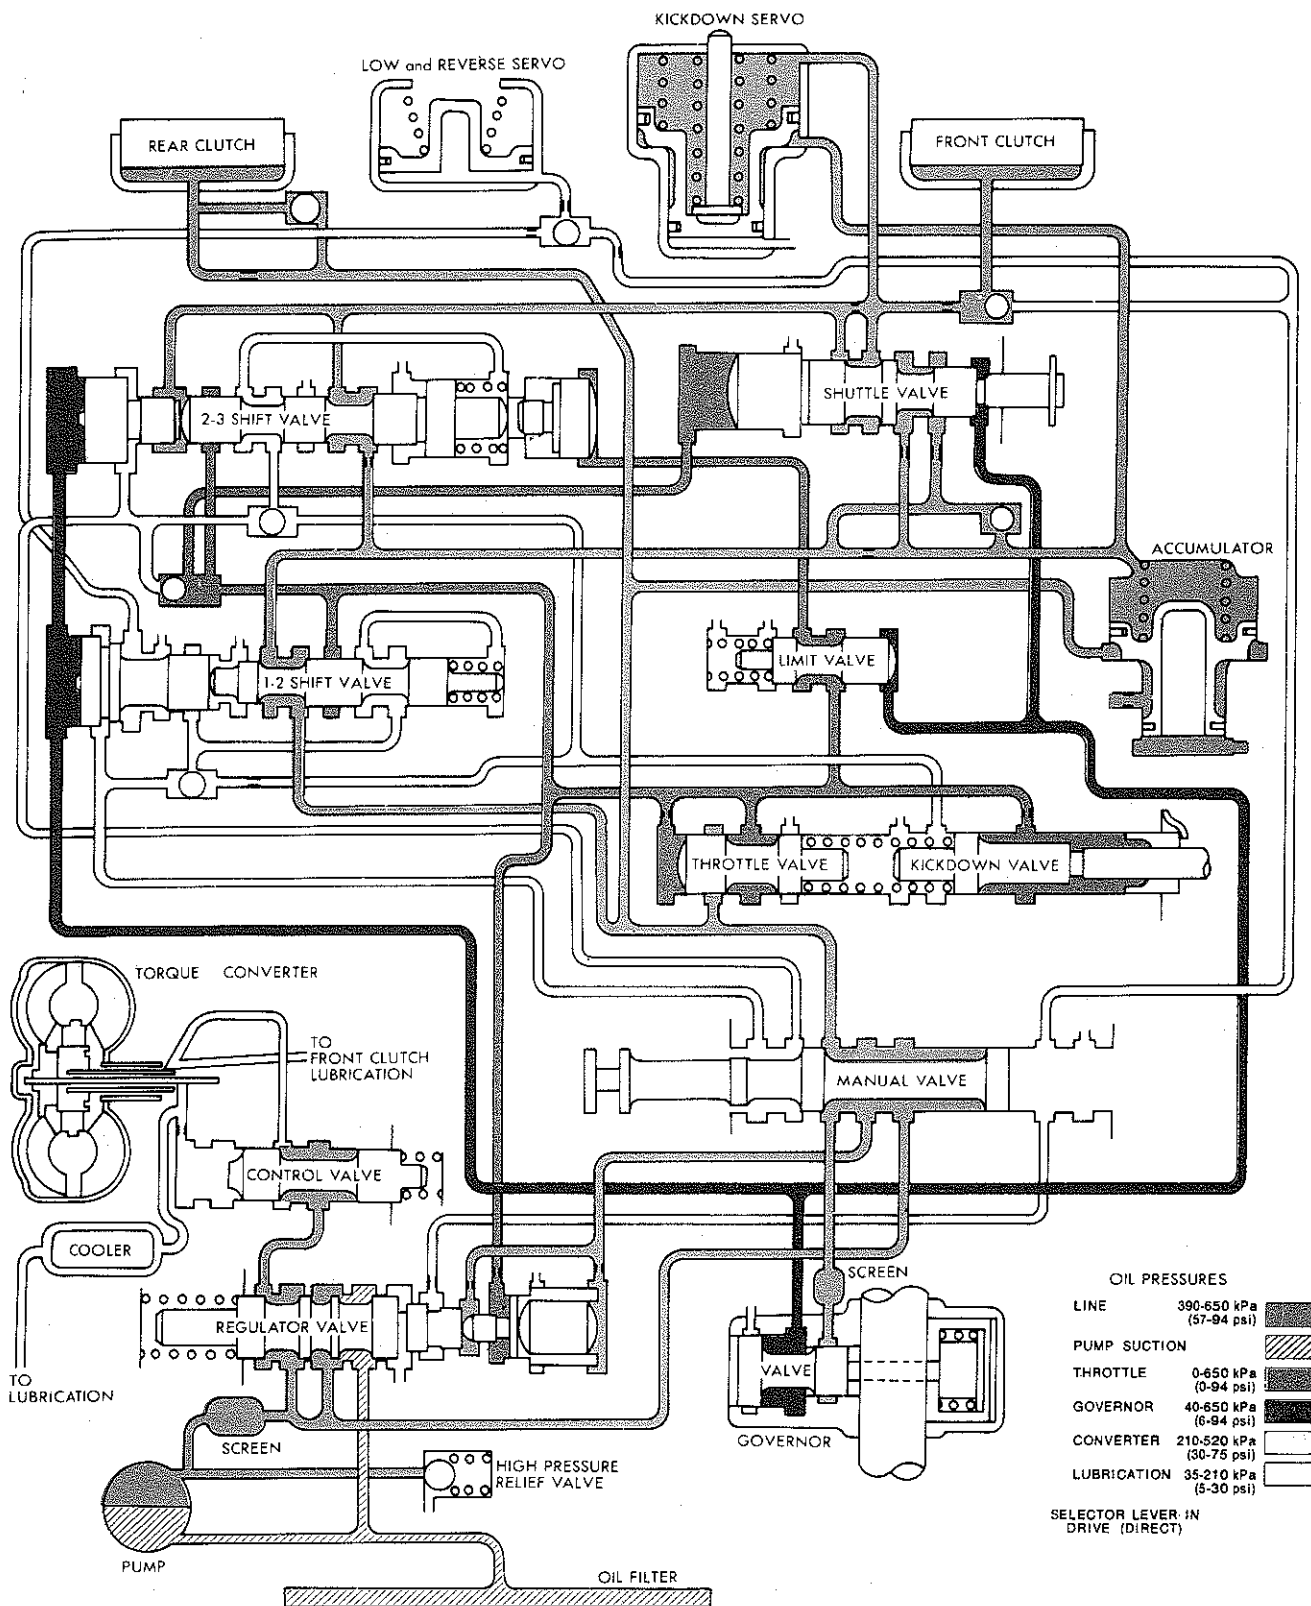 KICKDOWN SERVO
LOW and REVERSE SERVO
REAR CLUTCH
FRONT CLUTCH
SHUTTLE VALVE
2-3 SHIFT VALVE
ACCUMULATOR
LIMIT VALVE
1-2 SHIFT VALVE
THROTTLE VALVE
KICKDOWN VALVE
TORQUE CONVERTER
TO
FRONT CLUTCH
LUBRICATION
MANUAL VALVE
CONTROL VALVE
COOLER
SCREEN
REGULATOR VALVE
VALVE
TO
LUBRICATION
GOVERNOR
SCREEN
HIGH PRESSURE
RELIEF VALVE
PUMP
OIL FILTER
OIL PRESSURES
LINE 390-650 kPa
(57-94 psi)
PUMP SUCTION
THROTTLE 0-650 kPa
(0-94 psi)
GOVERNOR 40-650 kPa
(6-94 psi)
CONVERTER 210-520 kPa
(30-75 psi)
LUBRICATION 35-210 kPa
(5-30 psi)
SELECTOR LEVER IN
DRIVE (DIRECT)